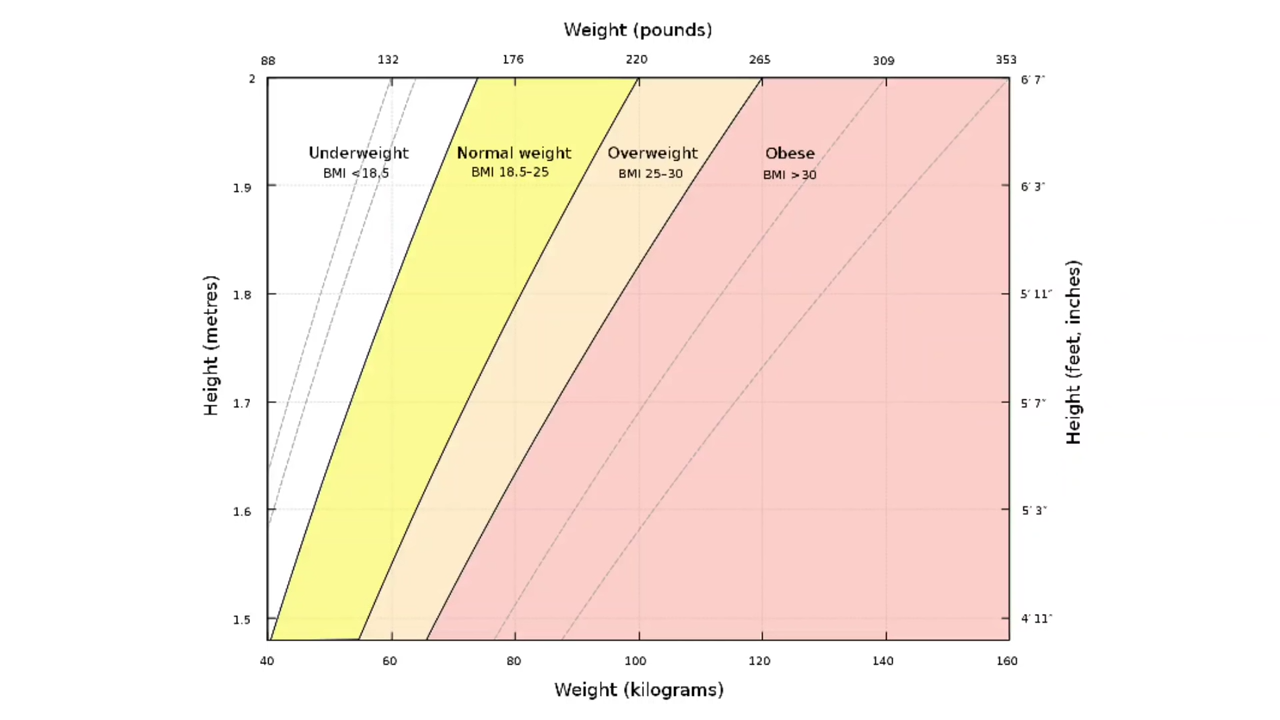 Weight (pounds)
88 132 176 220 265 309 353
2 6′7″
Underweight Normal weight Overweight Obese
BMI <18.5 BMI 18.5–25 BMI 25–30 BMI >30
1.9 6′3″
1.8 5′11″
Height (metres)
Height (feet, inches)
1.7 5′7″
1.6 5′3″
1.5 4′11″
40 60 80 100 120 140 160
Weight (kilograms)